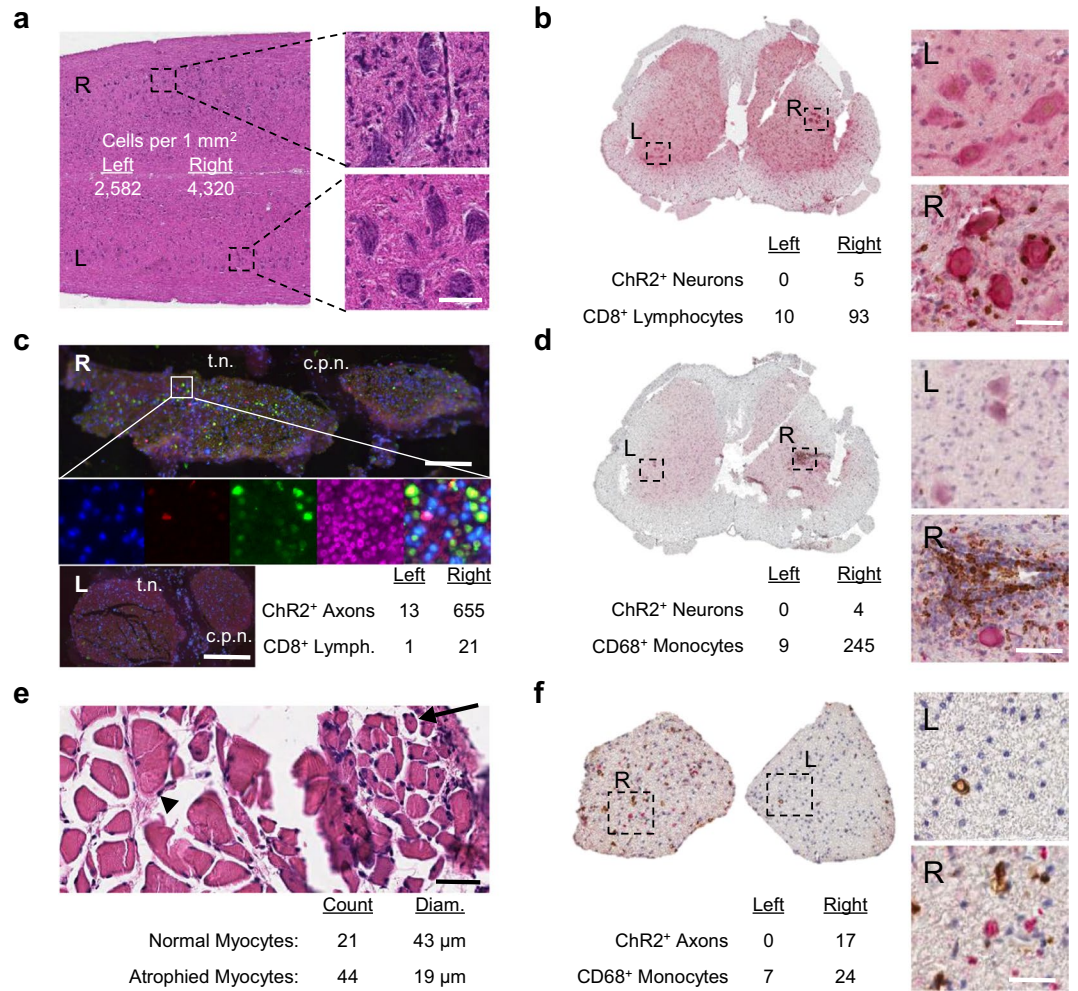 a
R
Cells per 1 mm²
Left Right
2,582 4,320
L
b
L
R
L
R
Left Right
ChR2⁺ Neurons 0 5
CD8⁺ Lymphocytes 10 93
c
R
t.n.
c.p.n.
L
t.n.
c.p.n.
Left Right
ChR2⁺ Axons 13 655
CD8⁺ Lymph. 1 21
d
L
R
L
R
Left Right
ChR2⁺ Neurons 0 4
CD68⁺ Monocytes 9 245
e
Count Diam.
Normal Myocytes: 21 43 µm
Atrophied Myocytes: 44 19 µm
f
R
L
L
R
Left Right
ChR2⁺ Axons 0 17
CD68⁺ Monocytes 7 24